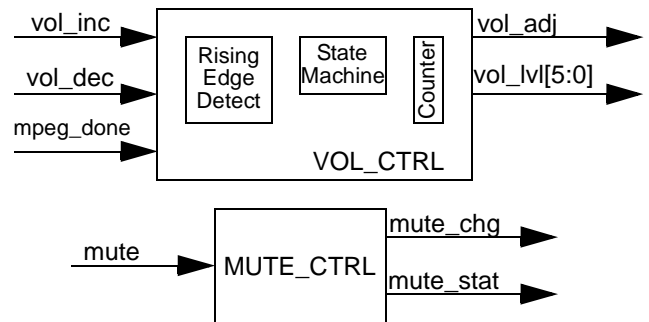 vol_inc
vol_dec
mpeg_done
Rising
Edge
Detect
State
Machine
Counter
VOL_CTRL
vol_adj
vol_lvl[5:0]
mute
MUTE_CTRL
mute_chg
mute_stat